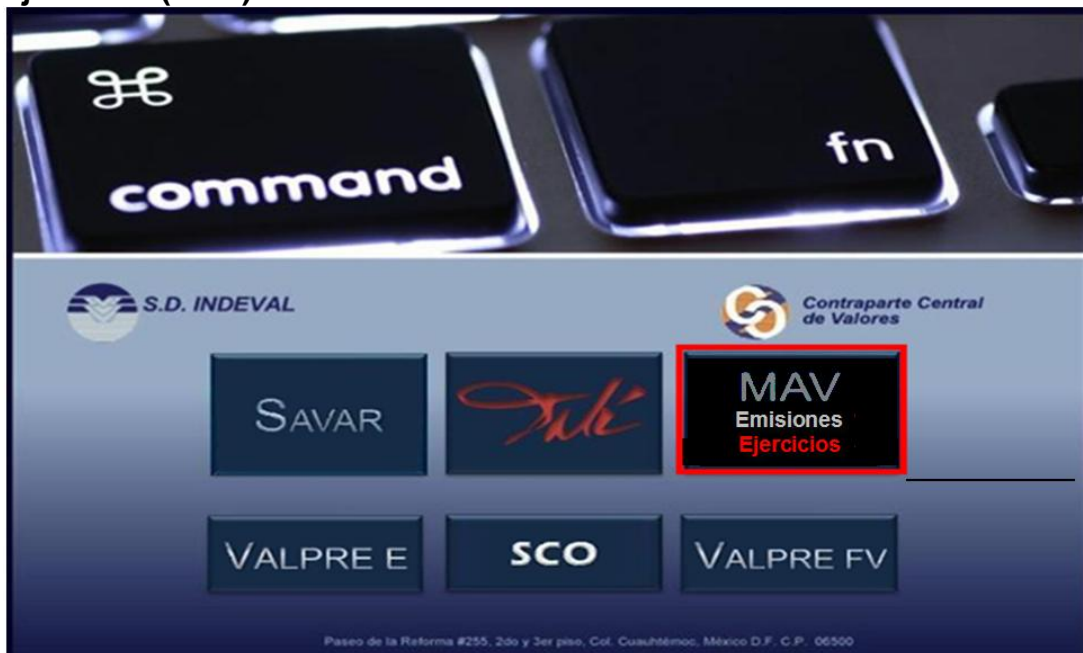 ⌘
command
fn
S.D. INDEVAL
Contraparte Central
de Valores
SAVAR
Dalí
MAV
Emisiones
Ejercicios
VALPRE E
SCO
VALPRE FV
Paseo de la Reforma #255, 2do y 3er piso, Col. Cuauhtémoc, México D.F. C.P. 06500